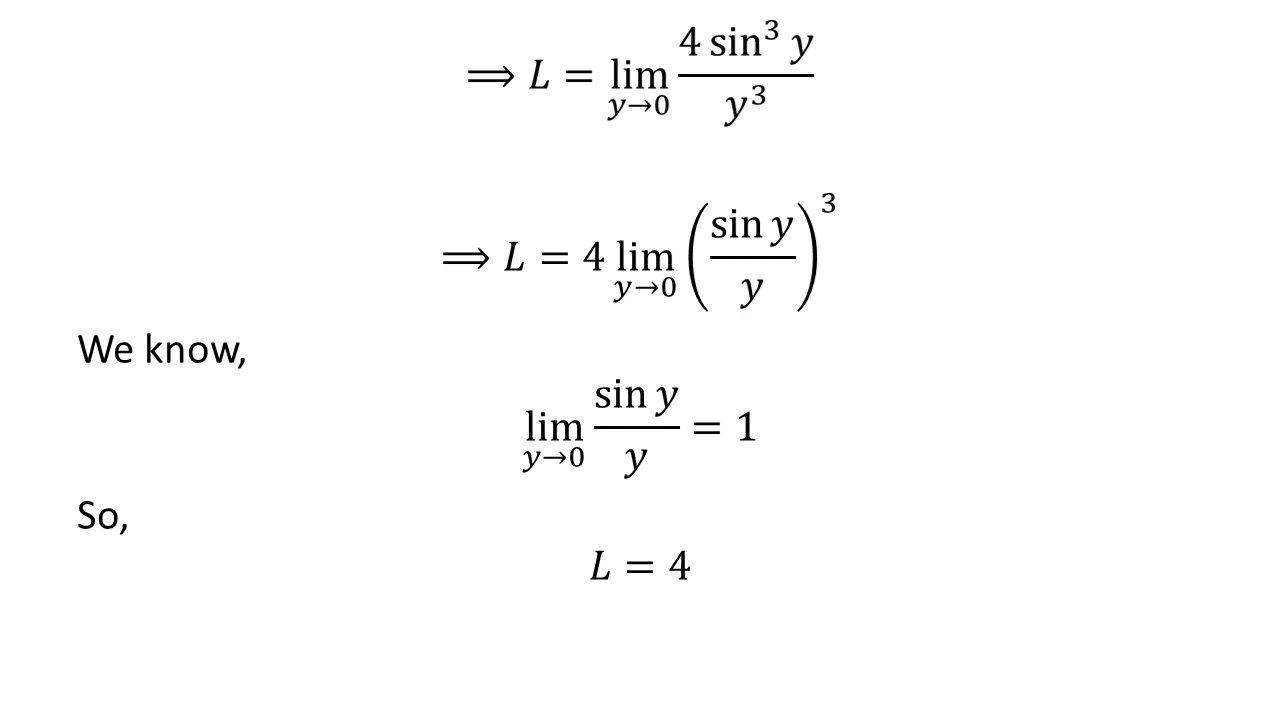 ⟹ L = lim_{y→0} 4 sin³ y / y³
⟹ L = 4 lim_{y→0} (sin y / y)³
We know,
lim_{y→0} sin y / y = 1
So,
L = 4